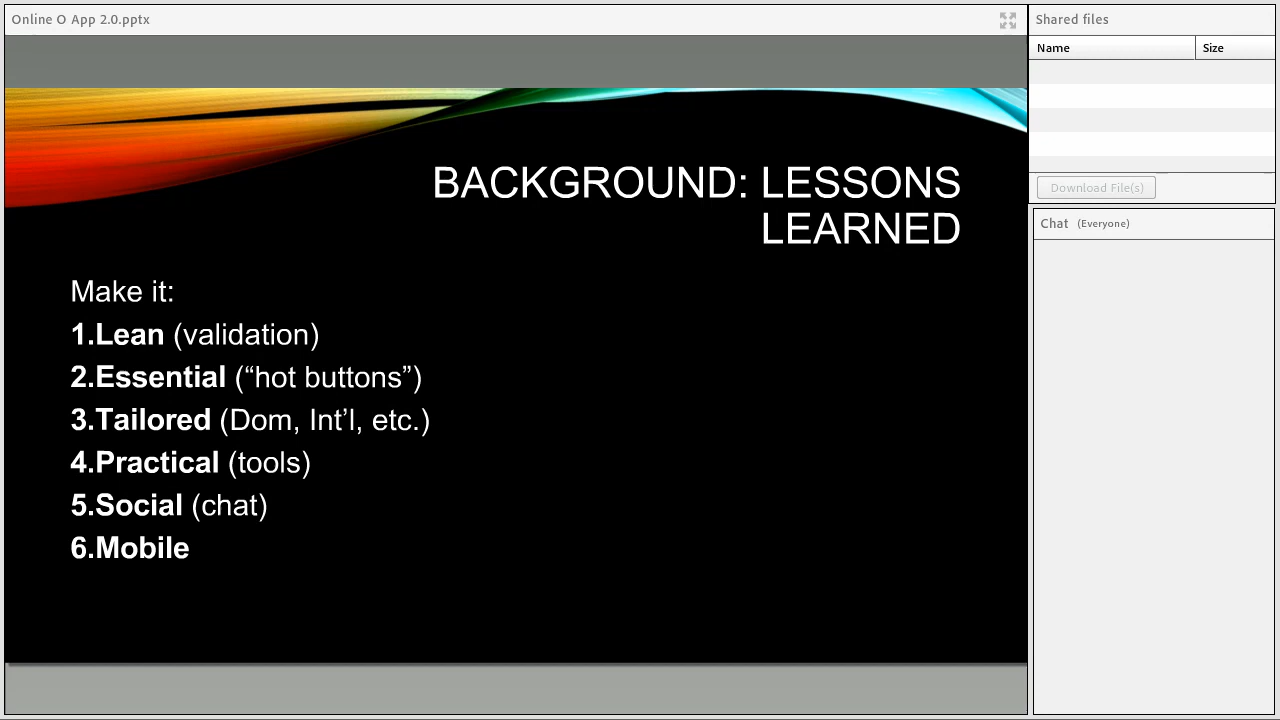 Online O App 2.0.pptx
BACKGROUND: LESSONS
LEARNED
Make it:
1.Lean (validation)
2.Essential (“hot buttons”)
3.Tailored (Dom, Int’l, etc.)
4.Practical (tools)
5.Social (chat)
6.Mobile
Shared files
Name Size
Download File(s)
Chat (Everyone)